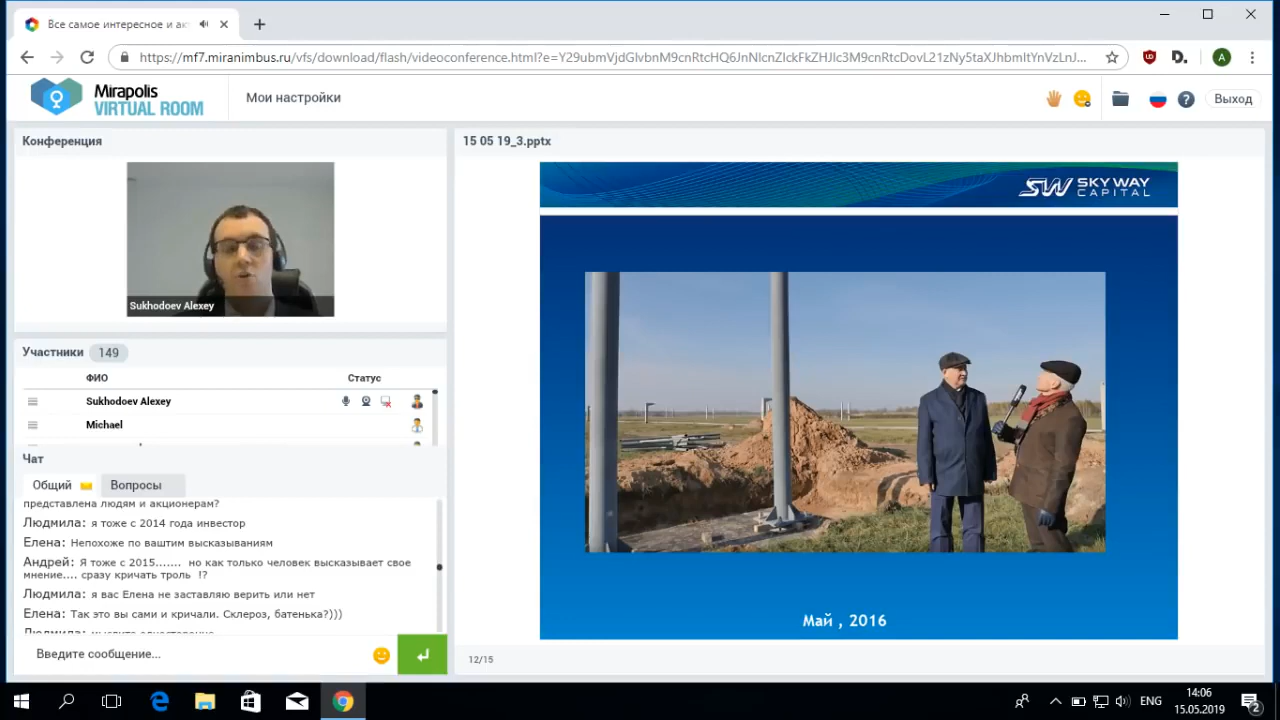 Все самое интересное и ак
https://mf7.miranimbus.ru/vfs/download/flash/videoconference.html?e=Y29ubmVjdGlvbnM9cnRtcHQ6JnNlcnZlckFkZHJlc3M9cnRtcDovL21zNy5taXJhbmltYnVzLnJ...
Mirapolis
VIRTUAL ROOM
Мои настройки
Выход
Конференция
Sukhodoev Alexey
Участники 149
ФИО Статус
Sukhodoev Alexey
Michael
Чат
Общий Вопросы
представлена людям и акционерам?
Людмила: я тоже с 2014 года инвестор
Елена: Непохоже по ваштим высказываниям
Андрей: Я тоже с 2015....... но как только человек высказывает свое
мнение.... сразу кричать троль !?
Людмила: я вас Елена не заставляю верить или нет
Елена: Так это вы сами и кричали. Склероз, батенька?)))
Людмила: мыслите односторонне
Введите сообщение...
15 05 19_3.pptx
SW SKY WAY
CAPITAL
Май , 2016
12/15
ENG
14:06
15.05.2019
2